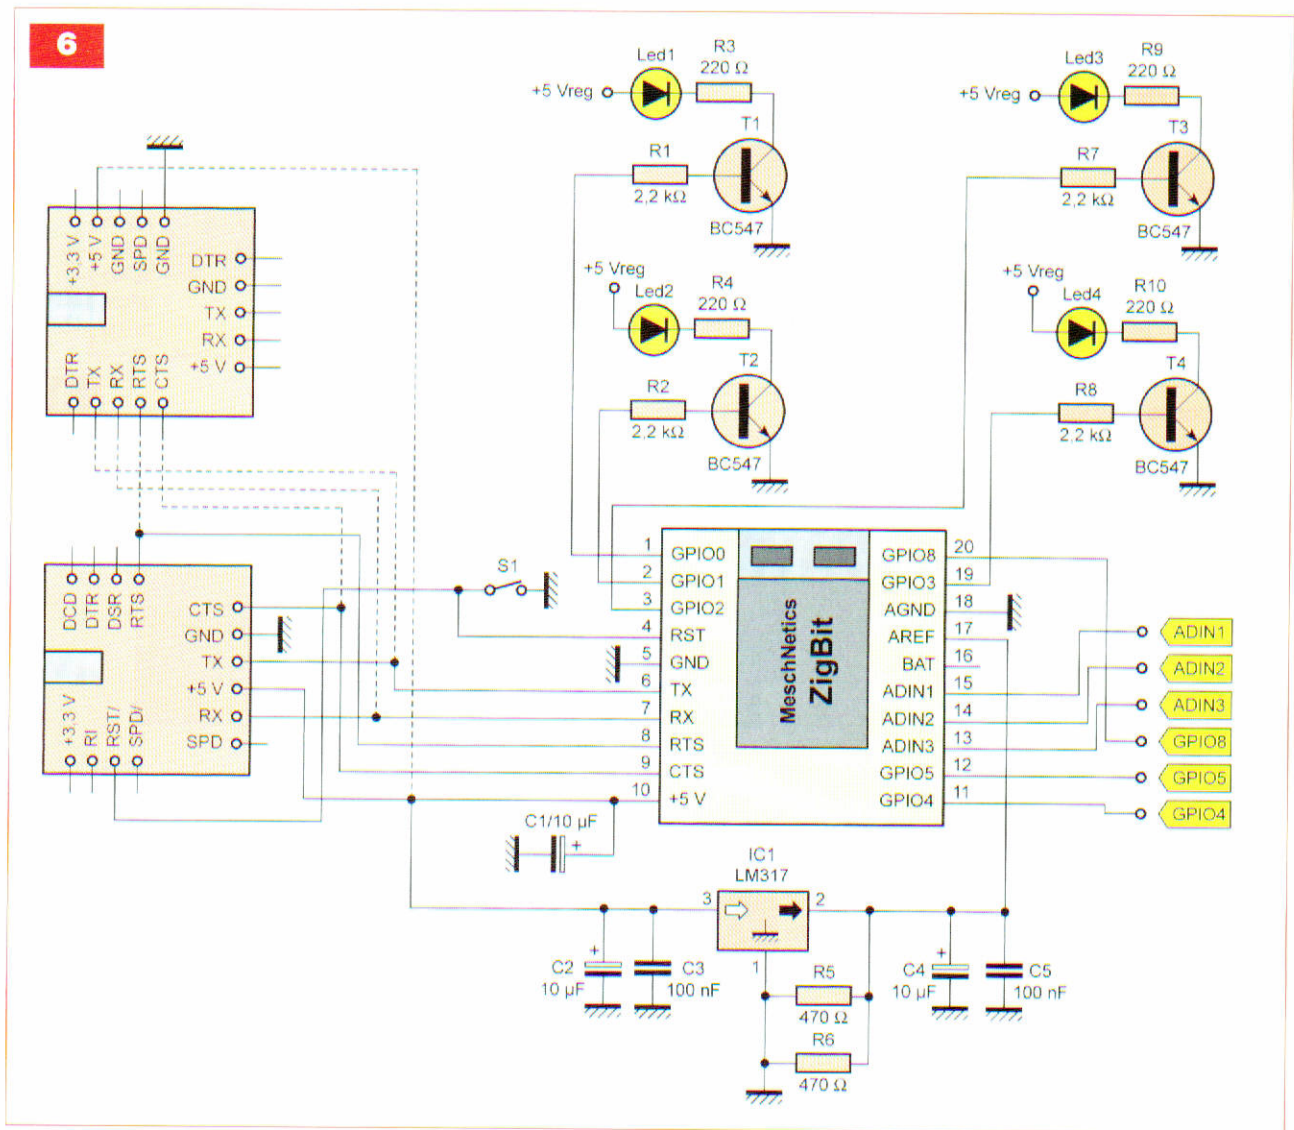 6
Led1
R3
220 Ω
+5 Vreg
T1
R1
2,2 kΩ
BC547
Led3
R9
220 Ω
+5 Vreg
T3
R7
2,2 kΩ
BC547
+5 Vreg
Led2
R4
220 Ω
T2
R2
2,2 kΩ
BC547
+5 Vreg
Led4
R10
220 Ω
T4
R8
2,2 kΩ
BC547
+3,3 V
+5 V
GND
SPD
GND
DTR
GND
TX
RX
+5 V
DTR
TX
RX
RTS
CTS
DCD
DTR
DSR
RTS
CTS
GND
TX
+5 V
RX
SPD
+3,3 V
RI
RST/
SPD/
S1
1 GPIO0
2 GPIO1
3 GPIO2
4 RST
5 GND
6 TX
7 RX
8 RTS
9 CTS
10 +5 V
MeschNetics
ZigBit
GPIO8 20
GPIO3 19
AGND 18
AREF 17
BAT 16
ADIN1 15
ADIN2 14
ADIN3 13
GPIO5 12
GPIO4 11
ADIN1
ADIN2
ADIN3
GPIO8
GPIO5
GPIO4
C1/10 µF
+
IC1
LM317
3
2
1
+
C2
10 µF
C3
100 nF
R5
470 Ω
R6
470 Ω
+
C4
10 µF
C5
100 nF